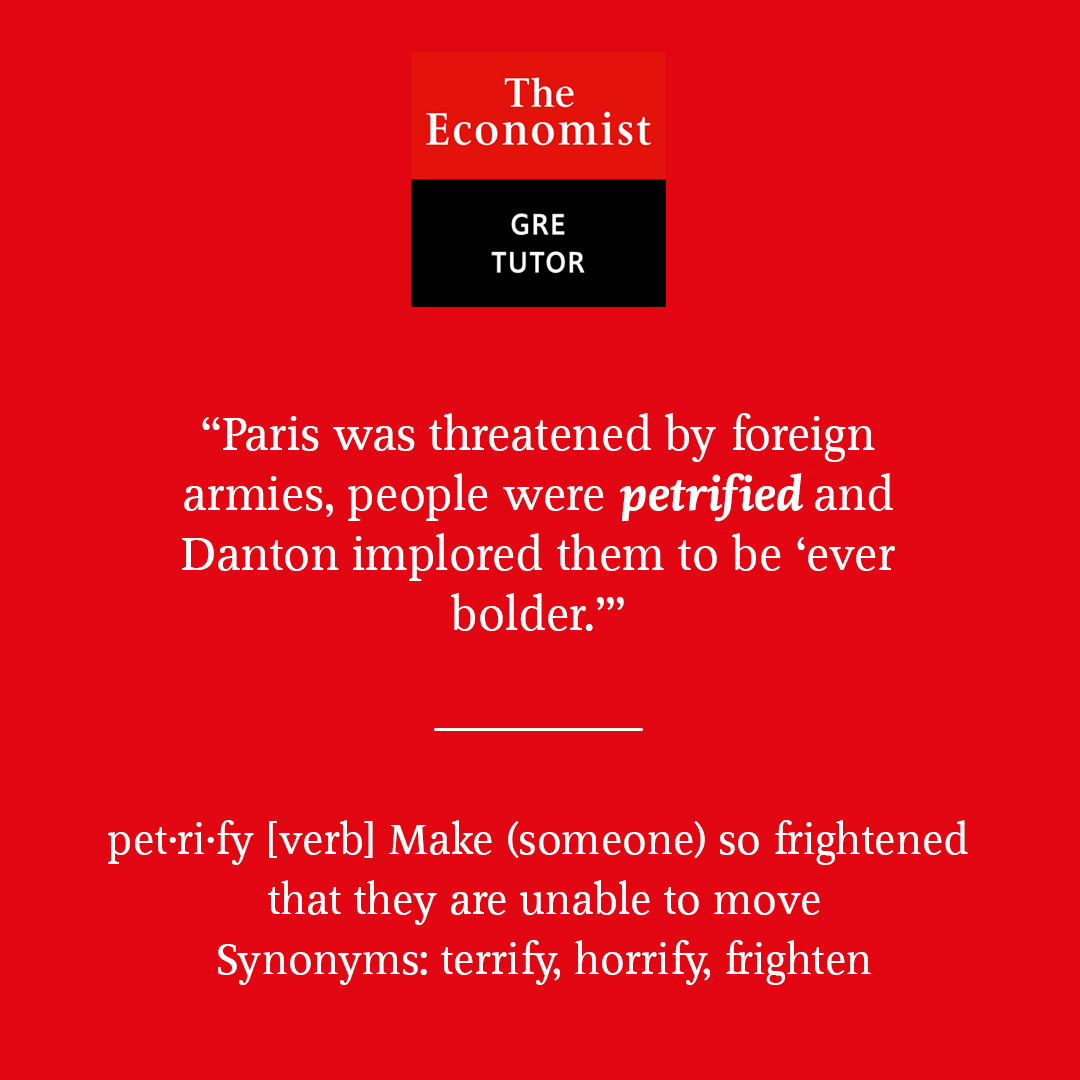 The
Economist
GRE
TUTOR
“Paris was threatened by foreign
armies, people were petrified and
Danton implored them to be ‘ever
bolder.’”
pet·ri·fy [verb] Make (someone) so frightened
that they are unable to move
Synonyms: terrify, horrify, frighten